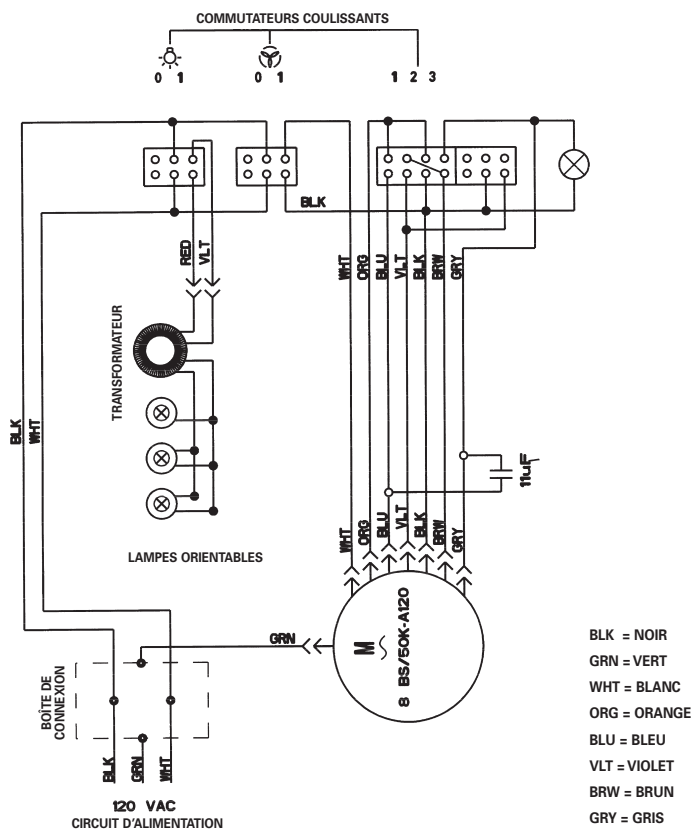 COMMUTATEURS COULISSANTS
0 1
0 1
1 2 3
BLK
RED
VLT
WHT
ORG
BLU
VLT
BLK
BRW
GRY
TRANSFORMATEUR
BLK
WHT
11uF
WHT
ORG
BLU
VLT
BLK
BRW
GRY
LAMPES ORIENTABLES
GRN
M
8 BS/50K-A120
BOÎTE DE
CONNEXION
BLK
GRN
WHT
120 VAC
CIRCUIT D'ALIMENTATION
BLK = NOIR
GRN = VERT
WHT = BLANC
ORG = ORANGE
BLU = BLEU
VLT = VIOLET
BRW = BRUN
GRY = GRIS